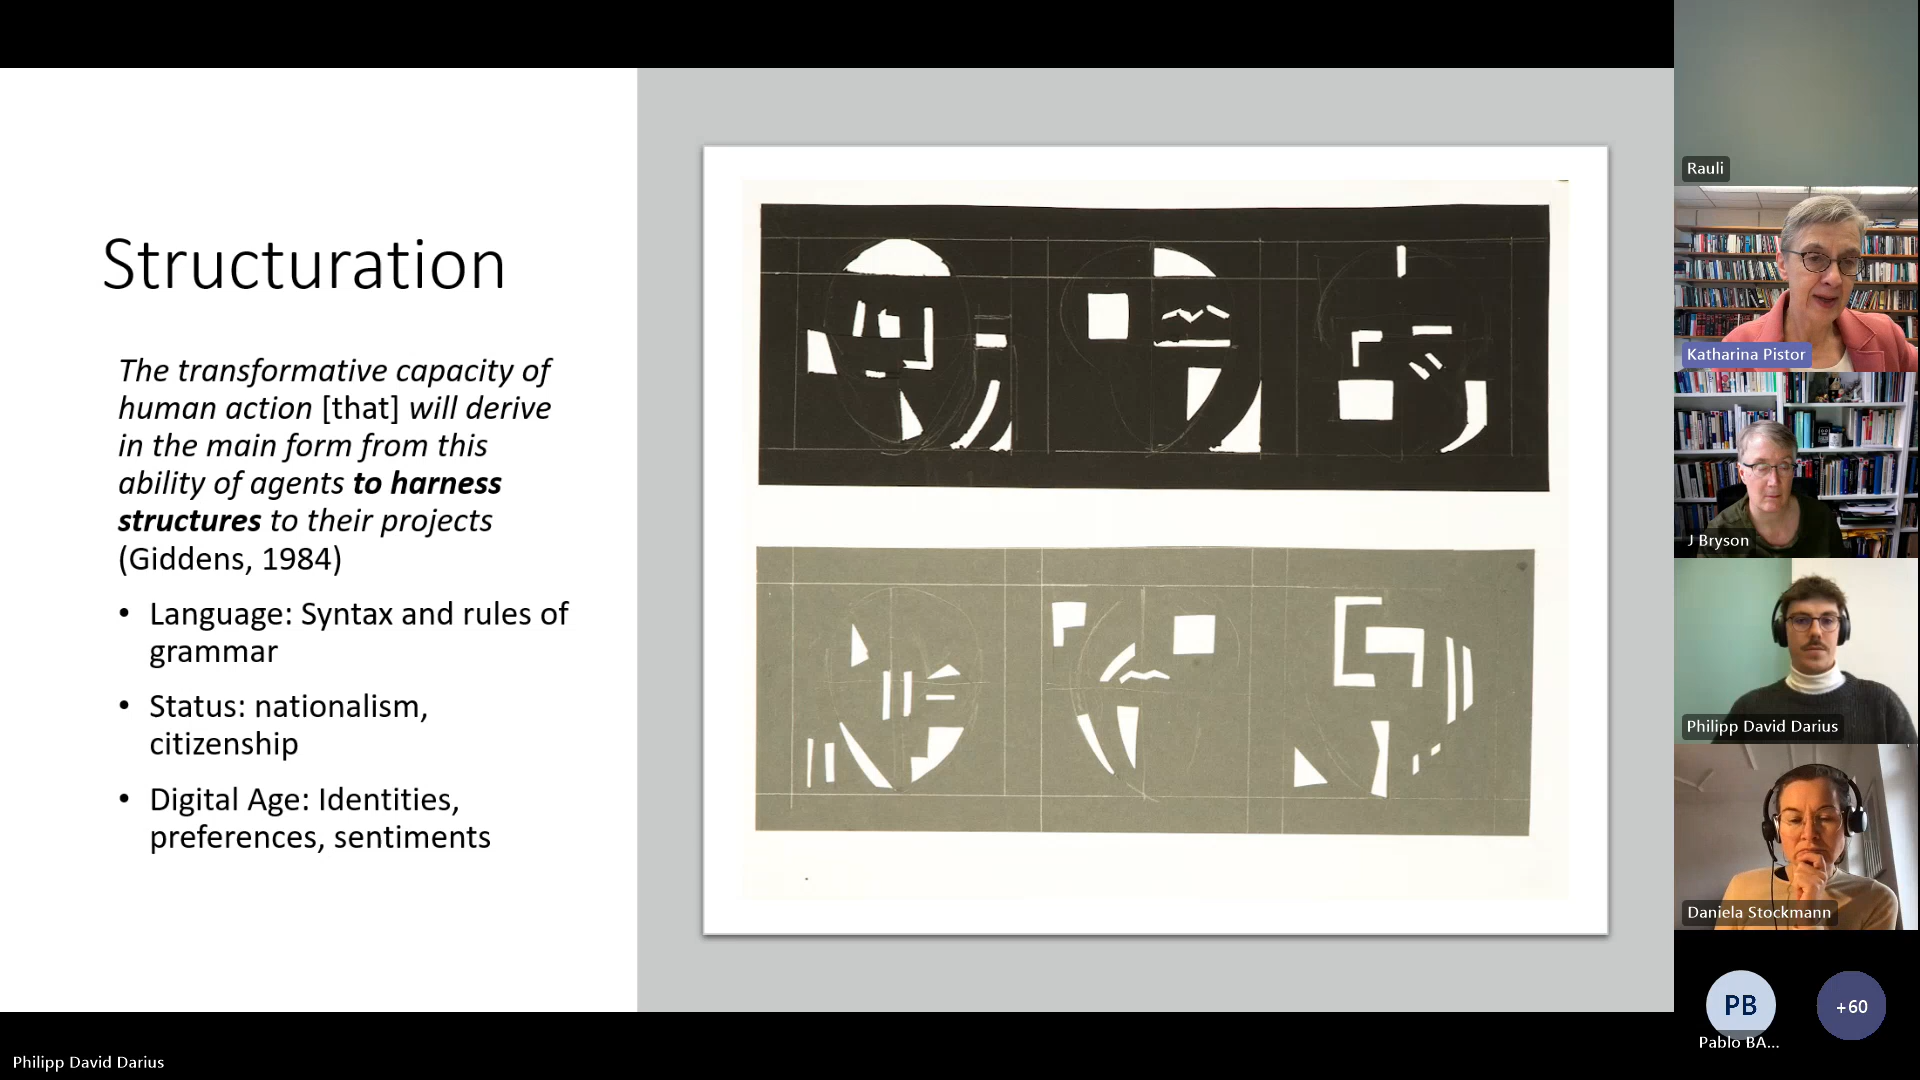 Structuration
The transformative capacity of
human action [that] will derive
in the main form from this
ability of agents to harness
structures to their projects
(Giddens, 1984)
• Language: Syntax and rules of
grammar
• Status: nationalism,
citizenship
• Digital Age: Identities,
preferences, sentiments
Rauli
Katharina Pistor
J Bryson
Philipp David Darius
Daniela Stockmann
PB
+60
Pablo BA...
Philipp David Darius